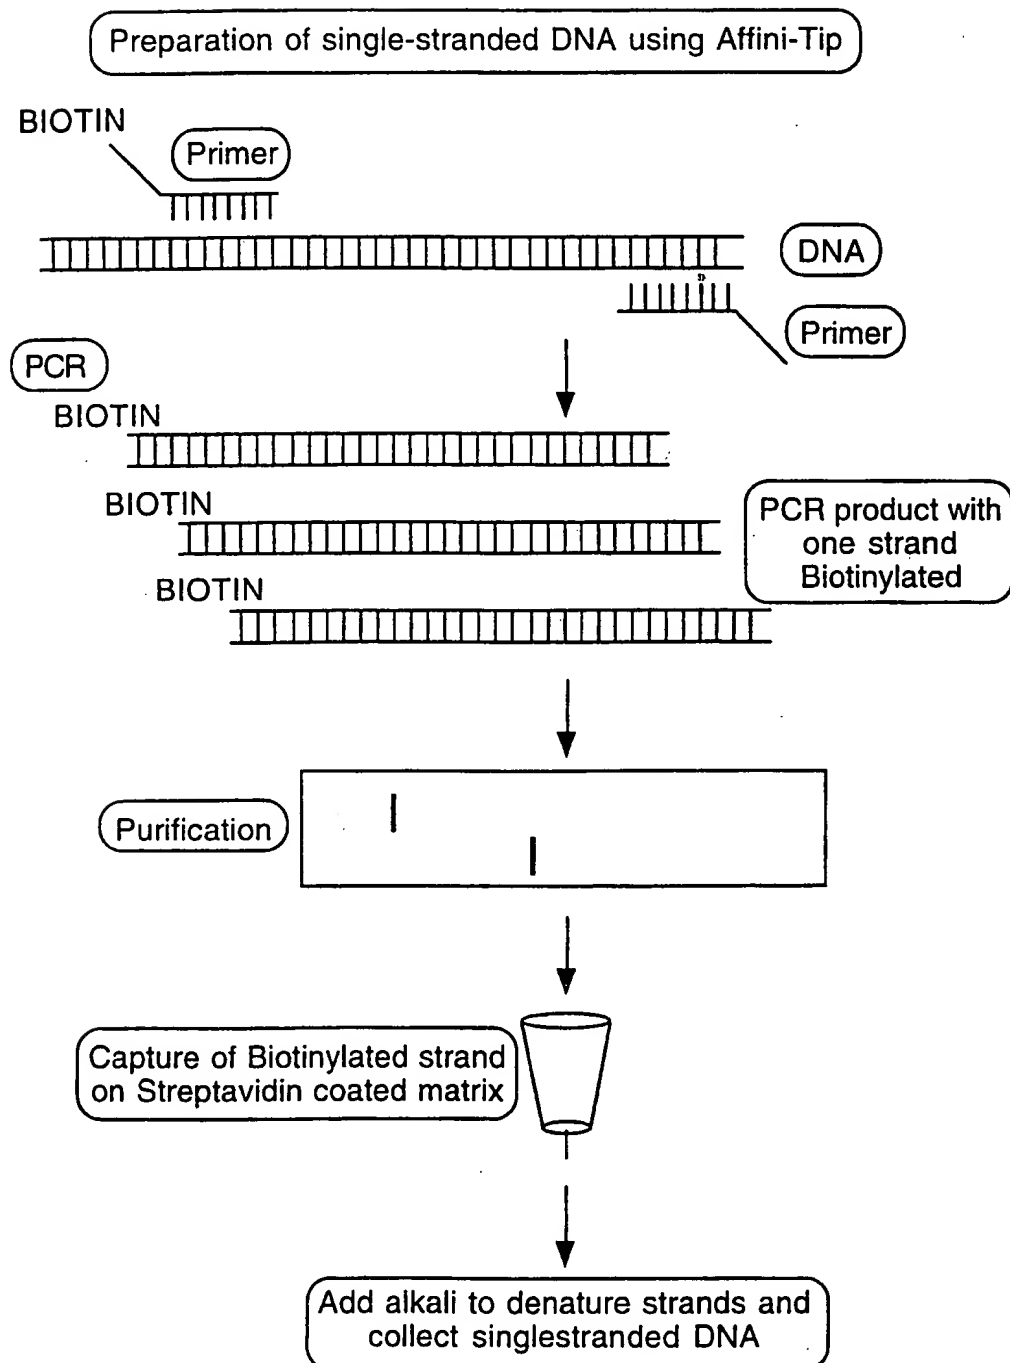 Preparation of single-stranded DNA using Affini-Tip
BIOTIN
Primer
DNA
Primer
PCR
BIOTIN
BIOTIN
BIOTIN
PCR product with
one strand
Biotinylated
Purification
Capture of Biotinylated strand
on Streptavidin coated matrix
Add alkali to denature strands and
collect singlestranded DNA